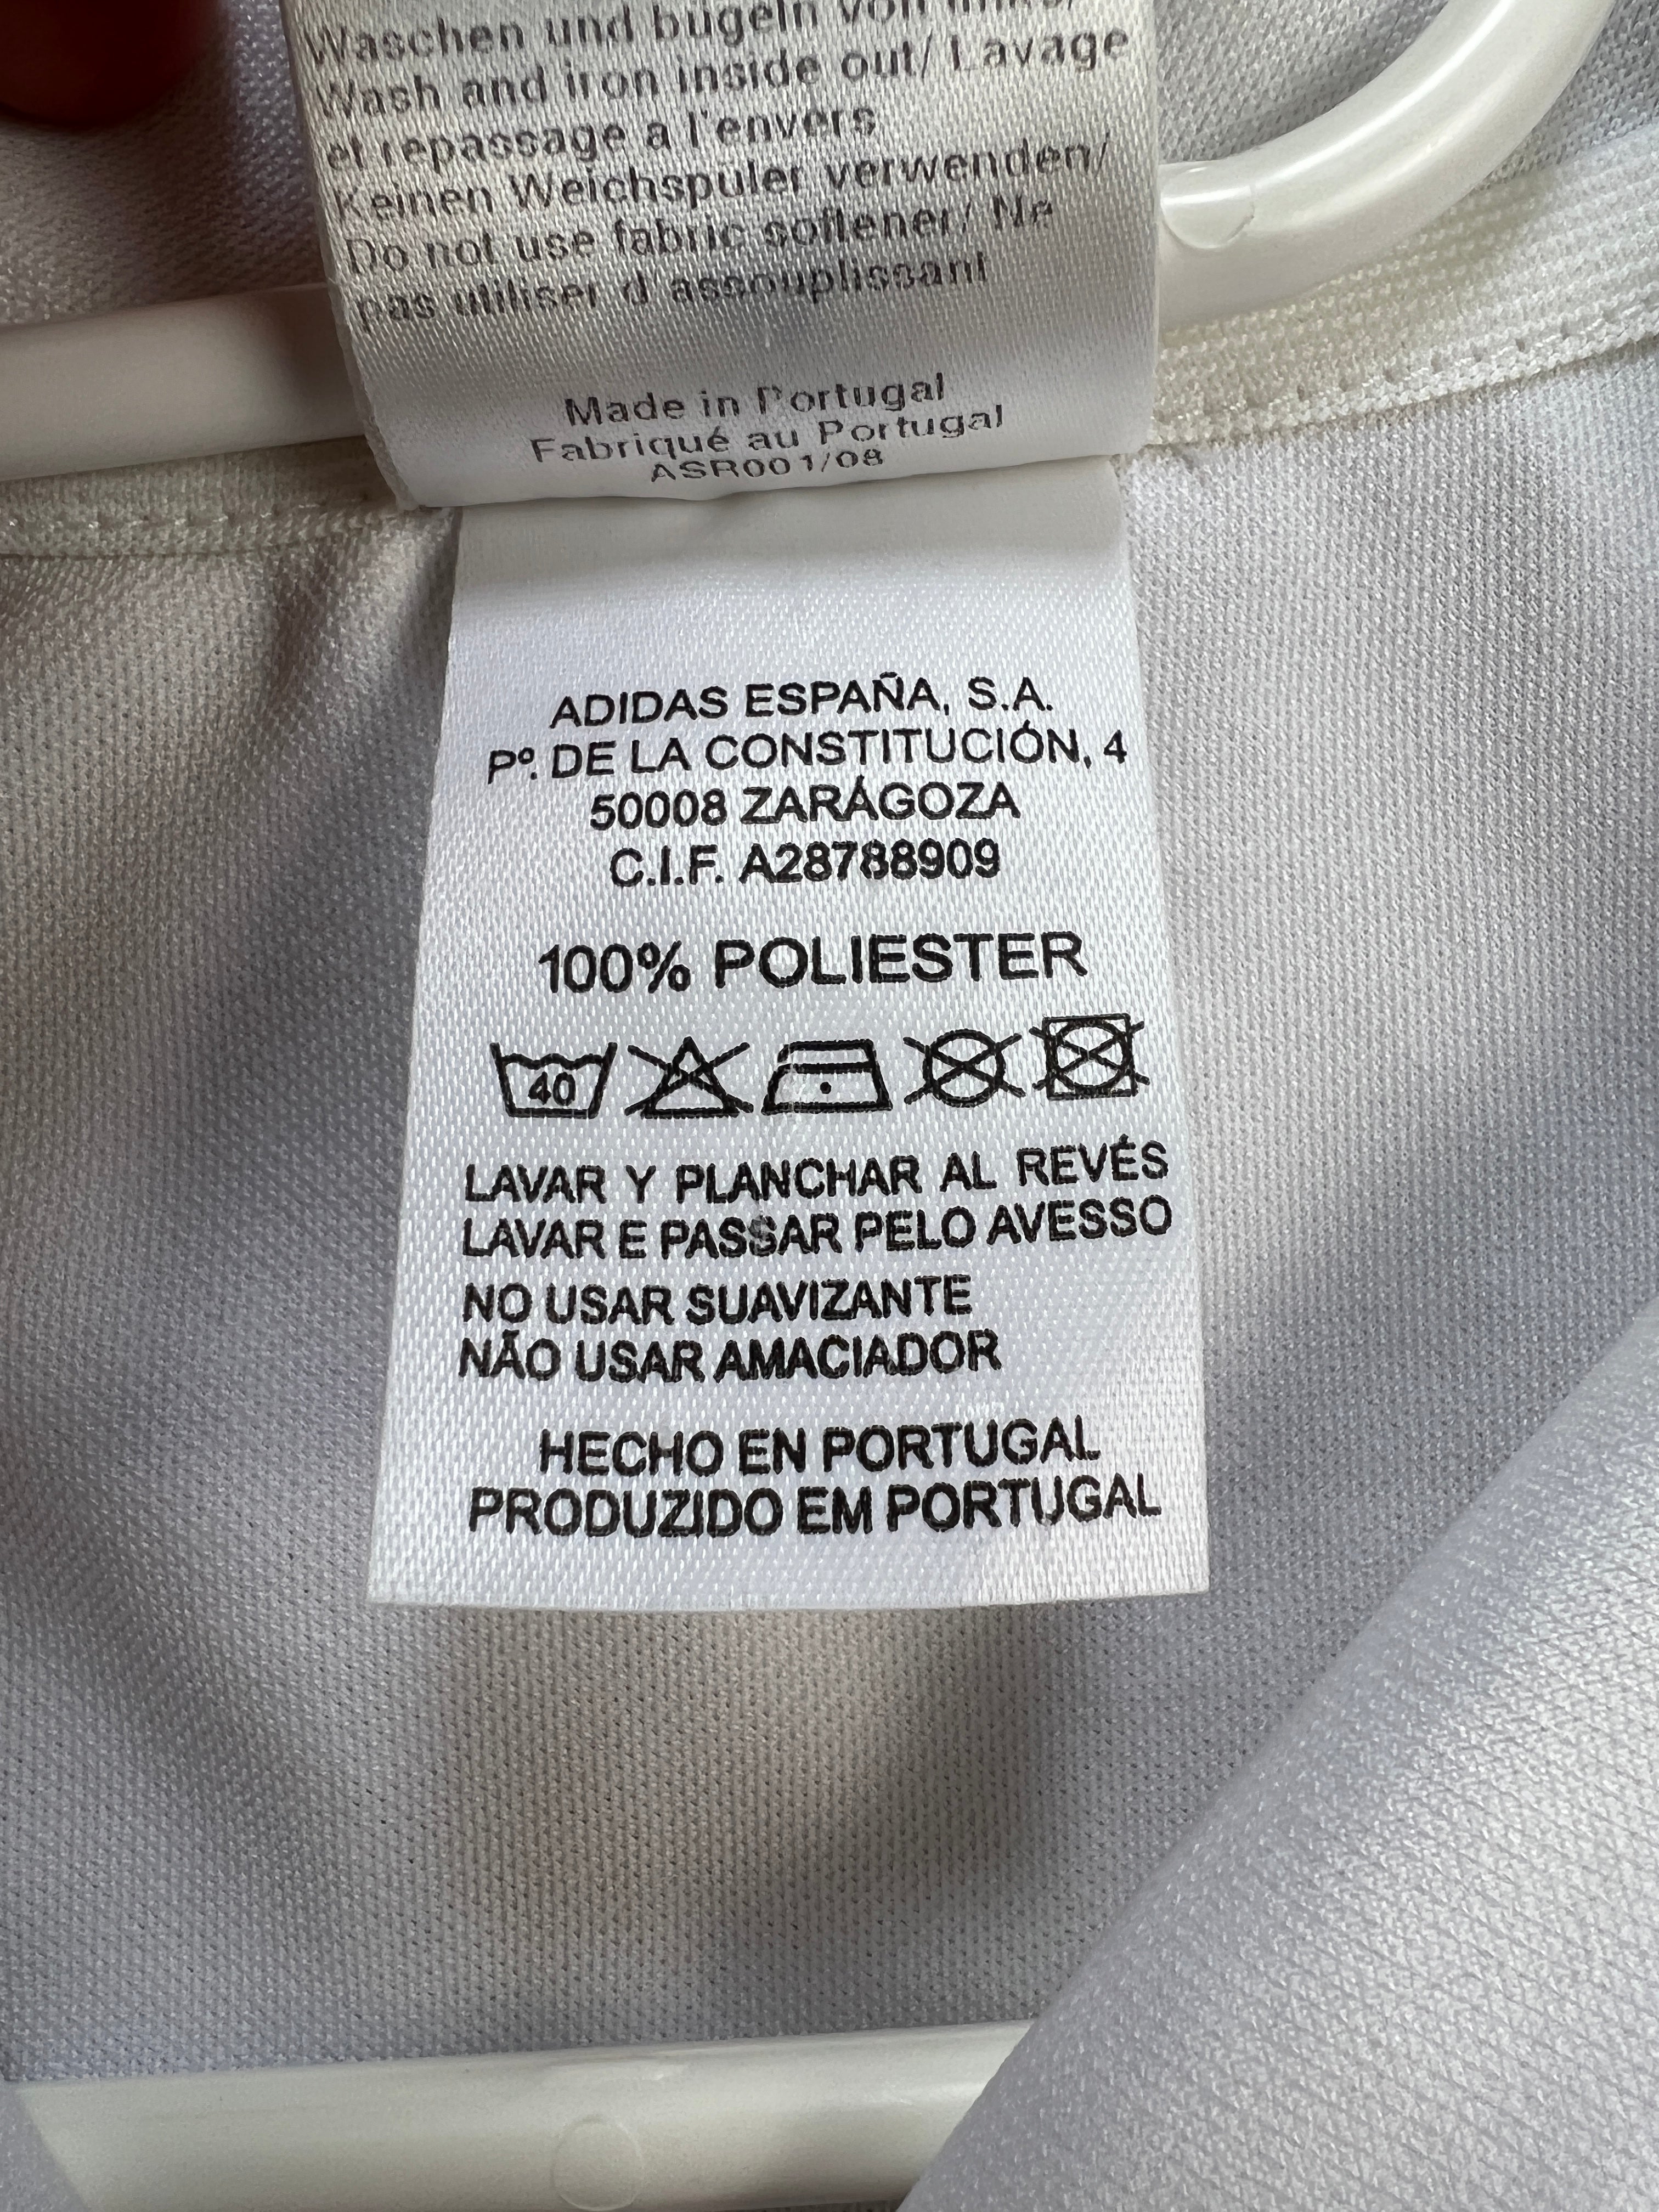 Waschen und bügeln von links/
Wash and iron inside out/ Lavage
et repassage a l'envers
Keinen Weichspuler verwenden/
Do not use fabric softener/ Ne
pas utiliser d'assouplissant
Made in Portugal
Fabriqué au Portugal
ASR001/08
ADIDAS ESPAÑA, S.A.
Pº. DE LA CONSTITUCIÓN, 4
50008 ZARÁGOZA
C.I.F. A28788909
100% POLIESTER
40
LAVAR Y PLANCHAR AL REVÉS
LAVAR E PASSAR PELO AVESSO
NO USAR SUAVIZANTE
NÃO USAR AMACIADOR
HECHO EN PORTUGAL
PRODUZIDO EM PORTUGAL